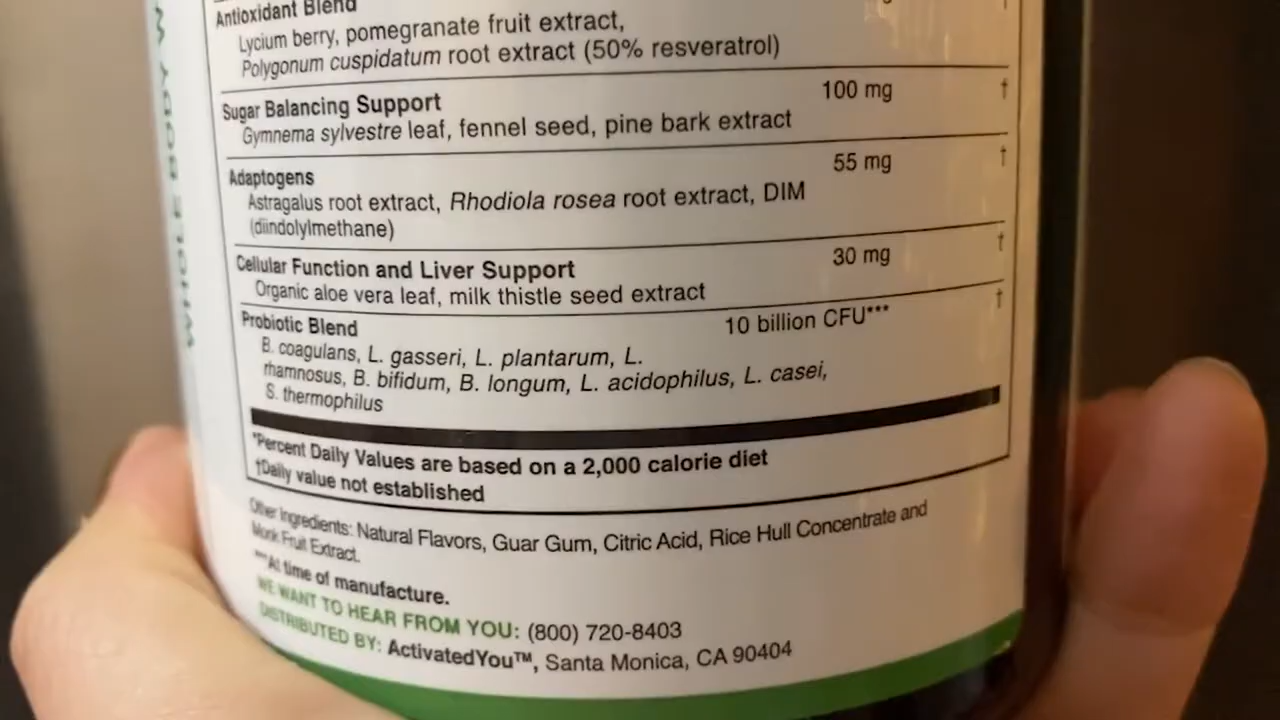 WHOLE BODY W
Antioxidant Blend
Lycium berry, pomegranate fruit extract,
Polygonum cuspidatum root extract (50% resveratrol)
Sugar Balancing Support 100 mg †
Gymnema sylvestre leaf, fennel seed, pine bark extract
Adaptogens 55 mg †
Astragalus root extract, Rhodiola rosea root extract, DIM
(diindolylmethane)
Cellular Function and Liver Support 30 mg †
Organic aloe vera leaf, milk thistle seed extract
Probiotic Blend 10 billion CFU*** †
B. coagulans, L. gasseri, L. plantarum, L.
rhamnosus, B. bifidum, B. longum, L. acidophilus, L. casei,
S. thermophilus
*Percent Daily Values are based on a 2,000 calorie diet
†Daily value not established
Other Ingredients: Natural Flavors, Guar Gum, Citric Acid, Rice Hull Concentrate and
Monk Fruit Extract.
***At time of manufacture.
WE WANT TO HEAR FROM YOU: (800) 720-8403
DISTRIBUTED BY: ActivatedYou™, Santa Monica, CA 90404